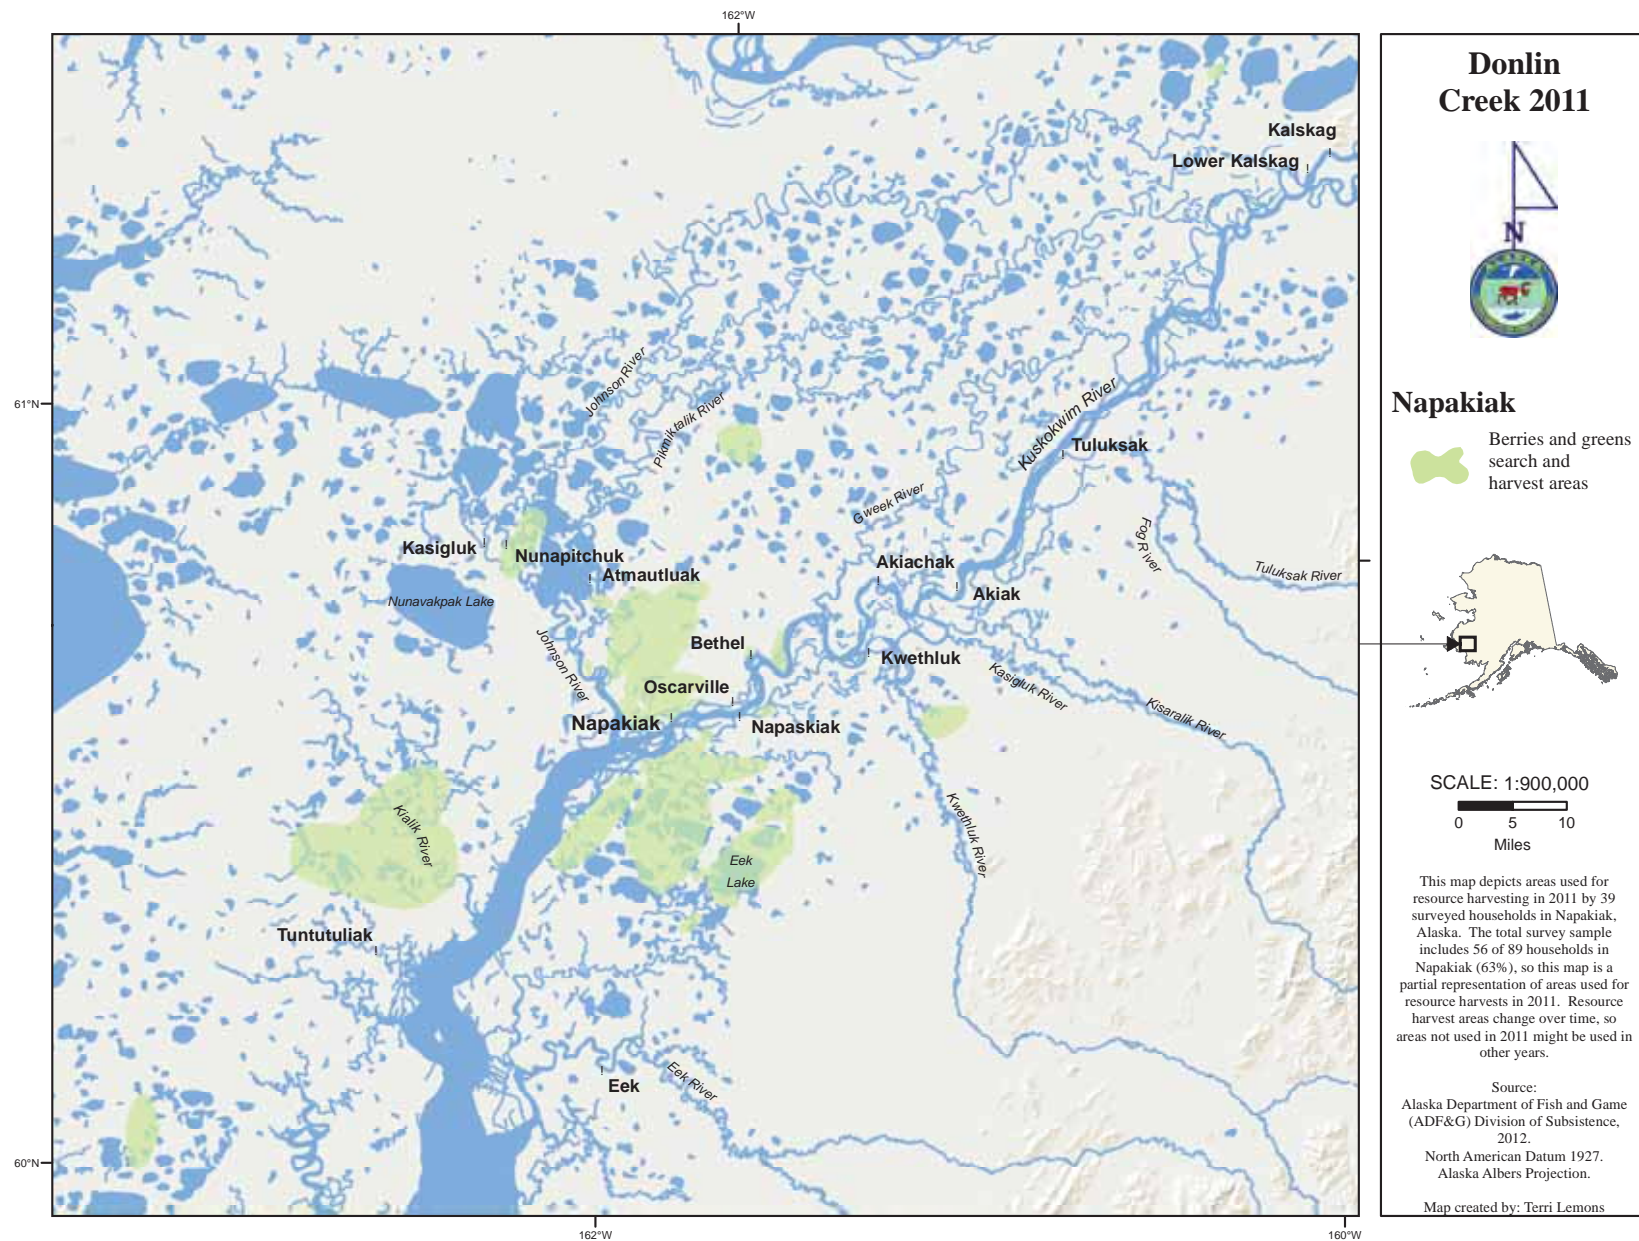 162°W
Donlin
Creek 2011
Kalskag
Lower Kalskag
N
Johnson River
61°N
Pikmiktalik River
Kuskokwim River
Tuluksak
Napakiak
Berries and greens
search and
harvest areas
Gweek River
Kasigluk
Nunapitchuk
Atmautluak
Akiachak
Akiak
Fog River
Tuluksak River
Nunavakpak Lake
Johnson River
Bethel
Kwethluk
Kasigluk River
Kisaralik River
Oscarville
Napakiak
Napaskiak
Kialik River
Kwethluk River
Eek
Lake
SCALE: 1:900,000
0 5 10
Miles
Tuntutuliak
This map depicts areas used for
resource harvesting in 2011 by 39
surveyed households in Napakiak,
Alaska. The total survey sample
includes 56 of 89 households in
Napakiak (63%), so this map is a
partial representation of areas used for
resource harvests in 2011. Resource
harvest areas change over time, so
areas not used in 2011 might be used in
other years.
Eek
Eek River
Source:
Alaska Department of Fish and Game
(ADF&G) Division of Subsistence,
2012.
North American Datum 1927.
Alaska Albers Projection.
60°N
Map created by: Terri Lemons
162°W
160°W